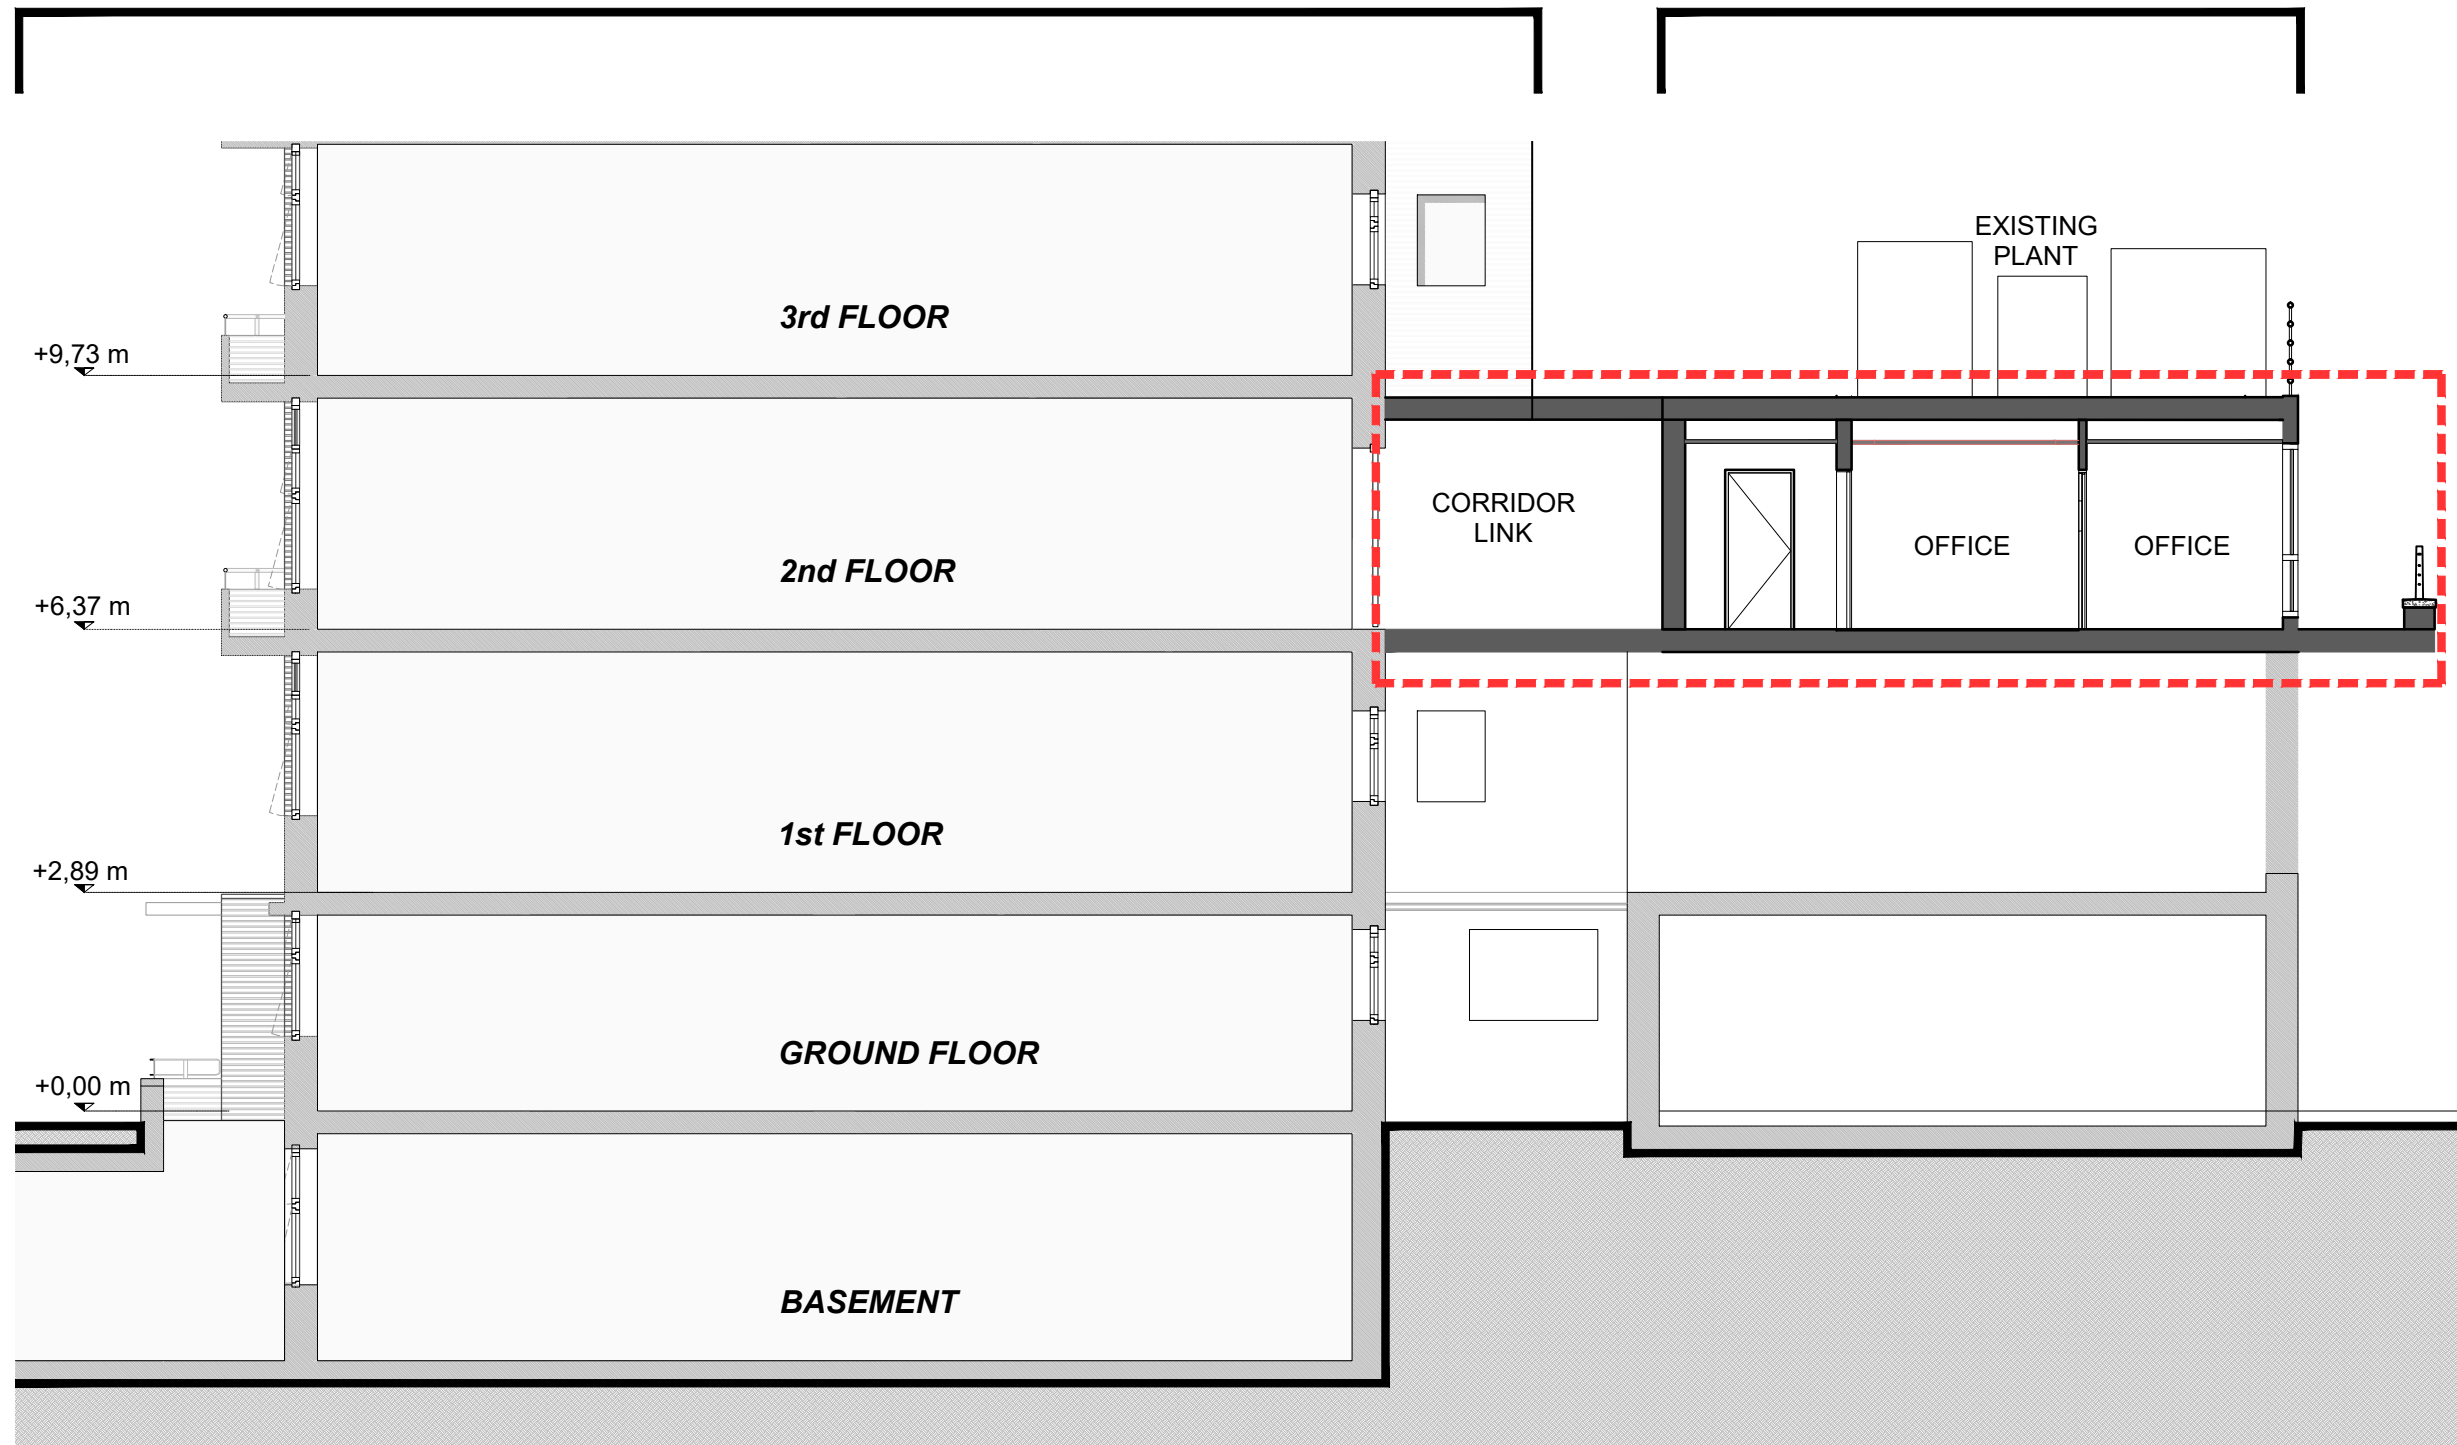 EXISTING
PLANT
3rd FLOOR
+9,73 m
CORRIDOR
LINK
OFFICE
OFFICE
2nd FLOOR
+6,37 m
1st FLOOR
+2,89 m
GROUND FLOOR
+0,00 m
BASEMENT